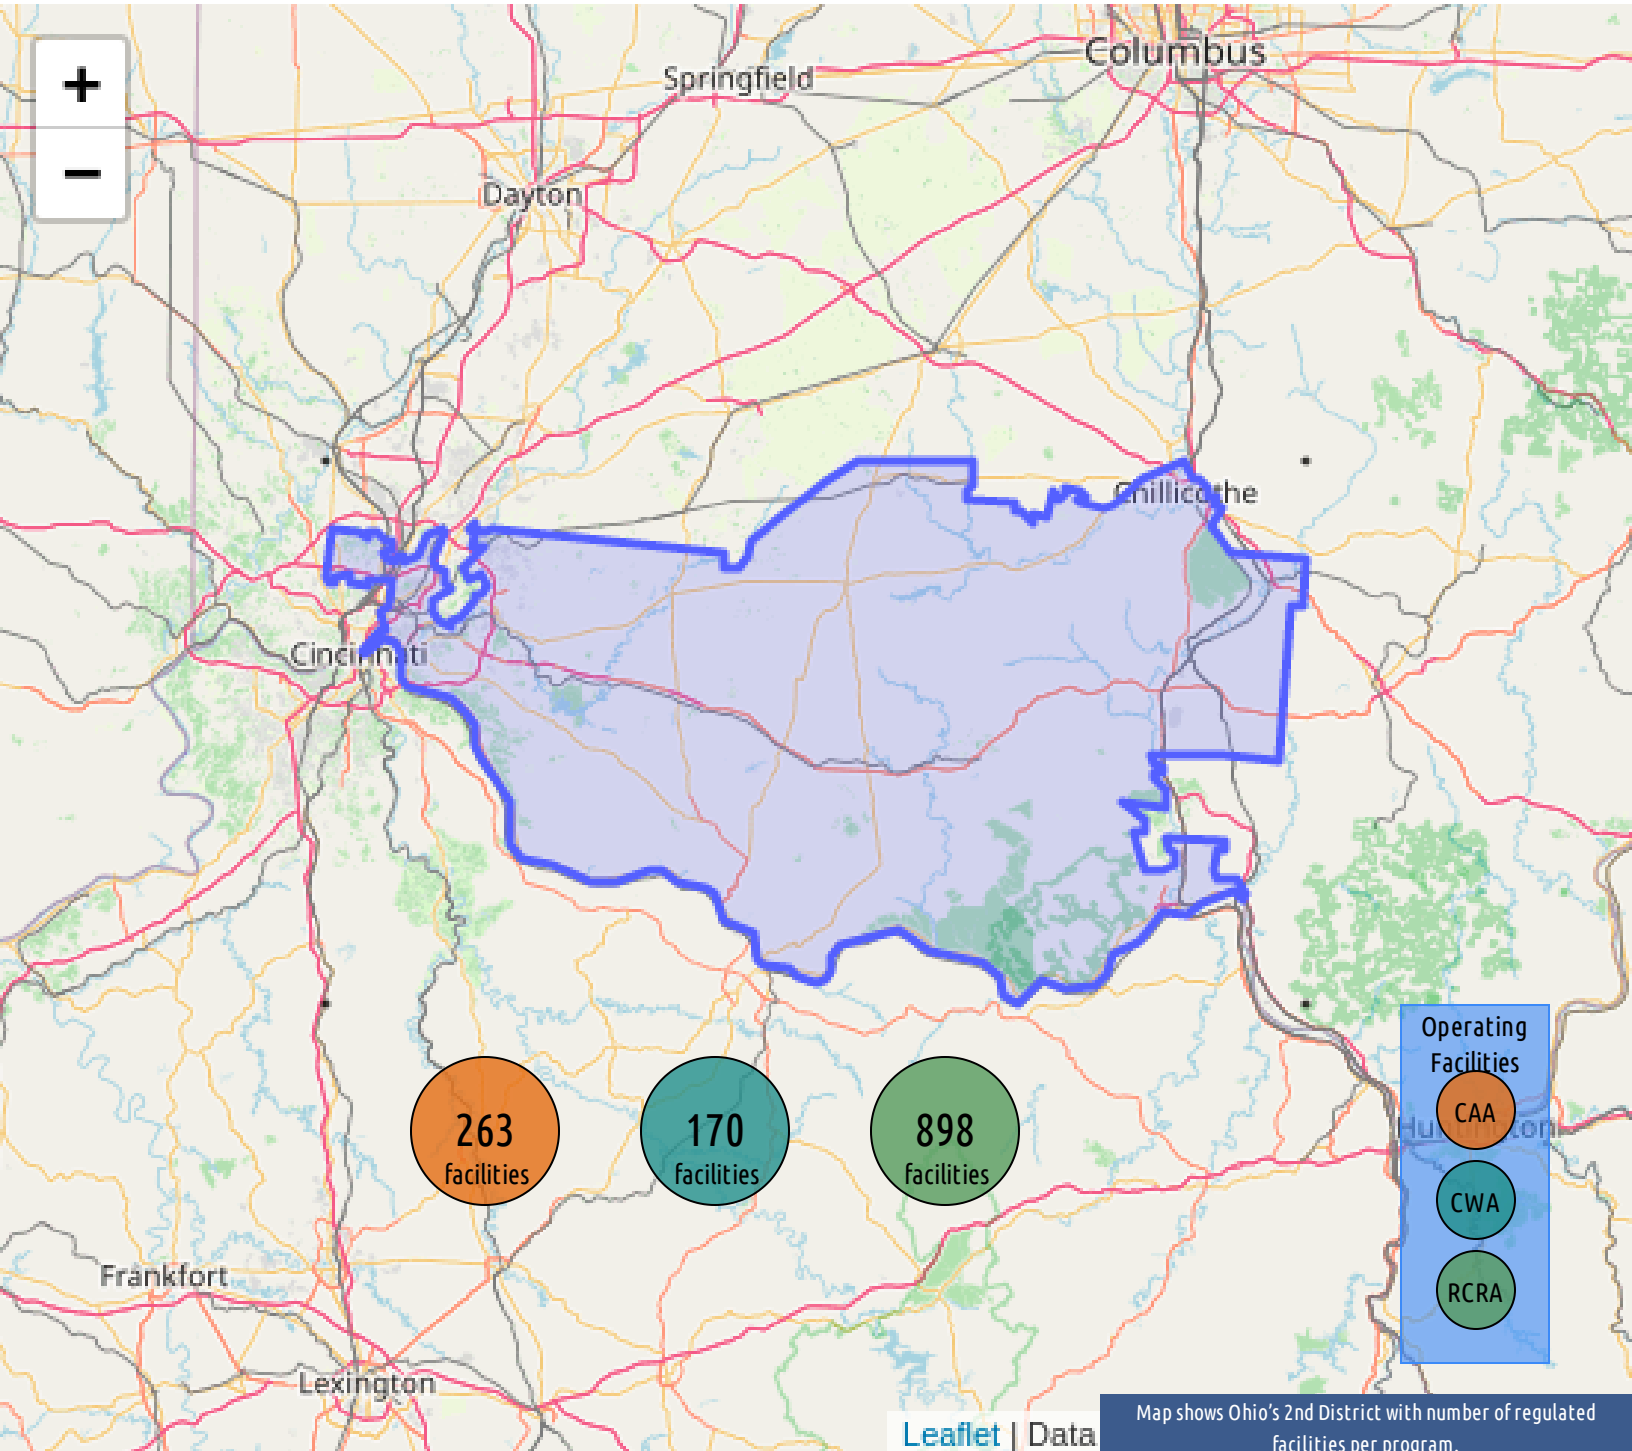 +
−
Columbus
Springfield
Dayton
Chillicothe
Cincinnati
Operating
Facilities
CAA
Huntington
CWA
RCRA
263
facilities
170
facilities
898
facilities
Frankfort
Lexington
Leaflet | Data
Map shows Ohio's 2nd District with number of regulated
facilities per program.